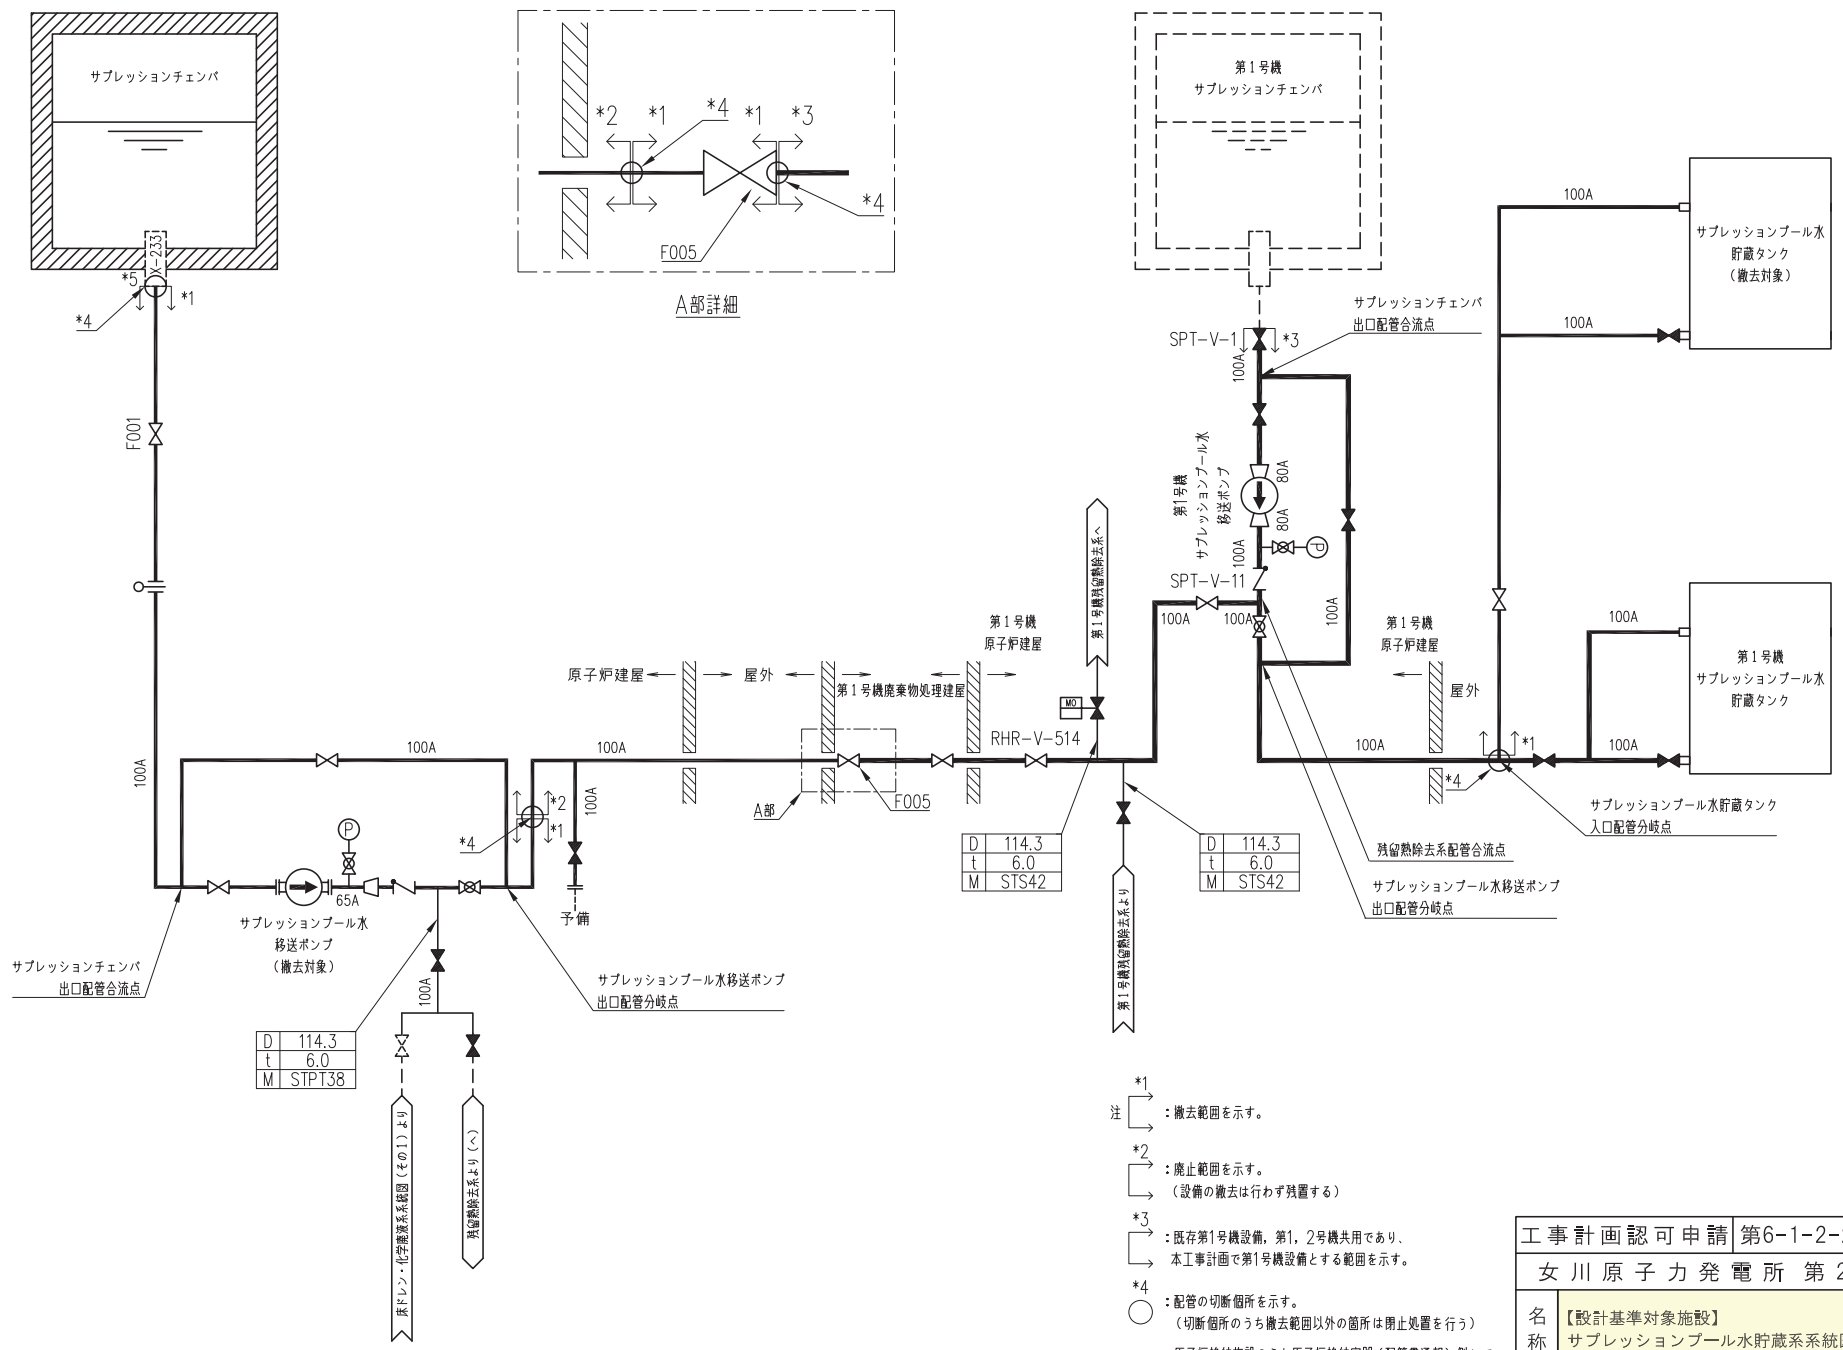 サプレッションチェンバ
X-233
*5
*1
*4
F001
100A
*2
*1
*4
*1
*3
*4
F005
A部詳細
第1号機
サプレッションチェンバ
SPT-V-1
*3
100A
サプレッションチェンバ
出口配管合流点
80A
第1号機
サプレッションプール水
移送ポンプ
80A
P
100A
SPT-V-11
100A
100A
100A
100A
100A
サプレッションプール水
貯蔵タンク
(撤去対象)
第1号機
原子炉建屋
屋外
100A
第1号機
サプレッションプール水
貯蔵タンク
100A
100A
*1
*4
サプレッションプール水貯蔵タンク
入口配管分岐点
残留熱除去系配管合流点
サプレッションプール水移送ポンプ
出口配管分岐点
第1号機残留熱除去系へ
MO
RHR-V-514
第1号機
原子炉建屋
原子炉建屋
屋外
第1号機廃棄物処理建屋
A部
F005
D 114.3
t 6.0
M STS42
D 114.3
t 6.0
M STS42
第1号機残留熱除去系より
100A
100A
100A
*2
*1
*4
予備
P
65A
サプレッションプール水
移送ポンプ
(撤去対象)
サプレッションチェンバ
出口配管合流点
サプレッションプール水移送ポンプ
出口配管分岐点
100A
D 114.3
t 6.0
M STPT38
床ドレン・化学廃液系系統図(その1)より
残留熱除去系より(へ)
注 *1 :撤去範囲を示す。
*2 :廃止範囲を示す。
(設備の撤去は行わず残置する)
*3 :既存第1号機設備,第1,2号機共用であり、
本工事計画で第1号機設備とする範囲を示す。
*4 :配管の切断個所を示す。
(切断個所のうち撤去範囲以外の箇所は閉止処置を行う)
工事計画認可申請 第6-1-2-
女川原子力発電所 第2
名称
【設計基準対象施設】
サプレッションプール水貯蔵系系統図